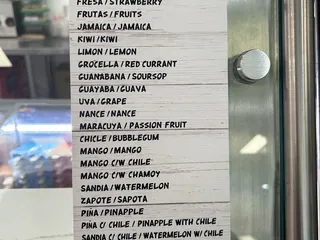 FRESA / STRAWBERRY
FRUTAS / FRUITS
JAMAICA / JAMAICA
KIWI / KIWI
LIMON / LEMON
GROCELLA / RED CURRANT
GUANABANA / SOURSOP
GUAYABA / GUAVA
UVA / GRAPE
NANCE / NANCE
MARACUYA / PASSION FRUIT
CHICLE / BUBBLEGUM
MANGO / MANGO
MANGO C/W CHILE
MANGO C/W CHAMOY
SANDIA / WATERMELON
ZAPOTE / SAPOTA
PIÑA / PINAPPLE
PIÑA C/ CHILE / PINAPPLE WITH CHILE
SANDIA C/ CHILE / WATERMELON W/ CHILE